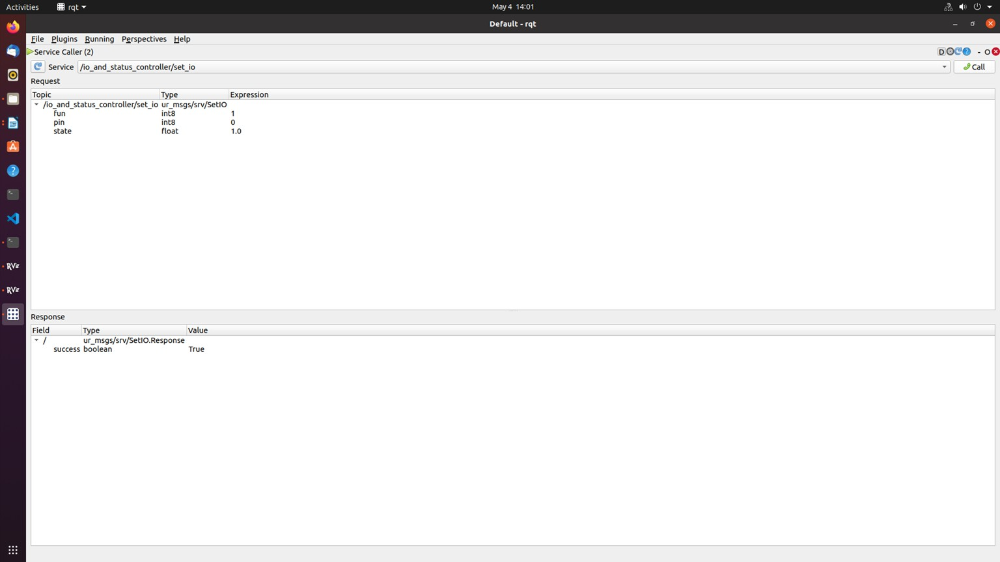 Activities rqt May 4 14:01
Default - rqt
File Plugins Running Perspectives Help
Service Caller (2) D - O
Service /io_and_status_controller/set_io Call
Request
Topic Type Expression
/io_and_status_controller/set_io ur_msgs/srv/SetIO
fun int8 1
pin int8 0
state float 1.0
RViz
RViz
Response
Field Type Value
/ ur_msgs/srv/SetIO.Response
success boolean True